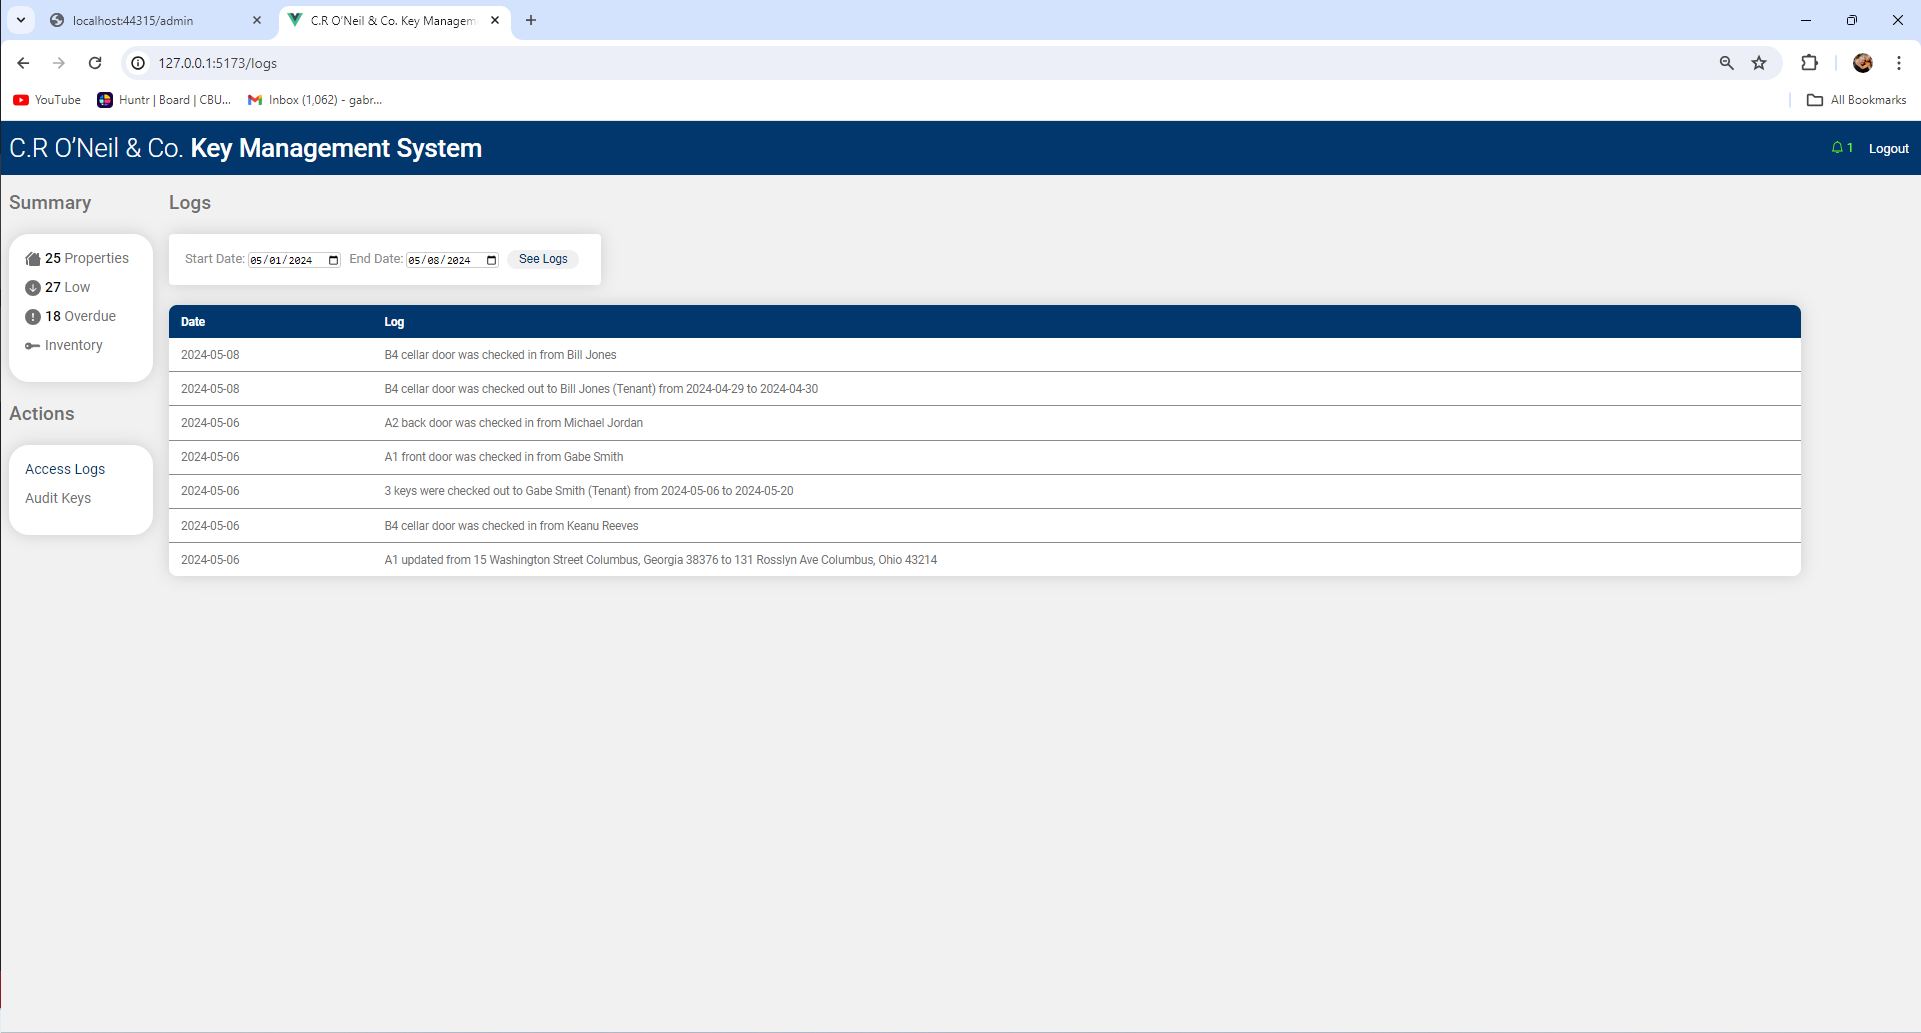 localhost:44315/admin
C.R O'Neil & Co. Key Managem
127.0.0.1:5173/logs
YouTube
Huntr | Board | CBU...
Inbox (1,062) - gabr...
All Bookmarks
C.R O'Neil & Co. Key Management System
1
Logout
Summary
25 Properties
27 Low
18 Overdue
Inventory
Actions
Access Logs
Audit Keys
Logs
Start Date: 05/01/2024 End Date: 05/08/2024 See Logs
Date Log
2024-05-08 B4 cellar door was checked in from Bill Jones
2024-05-08 B4 cellar door was checked out to Bill Jones (Tenant) from 2024-04-29 to 2024-04-30
2024-05-06 A2 back door was checked in from Michael Jordan
2024-05-06 A1 front door was checked in from Gabe Smith
2024-05-06 3 keys were checked out to Gabe Smith (Tenant) from 2024-05-06 to 2024-05-20
2024-05-06 B4 cellar door was checked in from Keanu Reeves
2024-05-06 A1 updated from 15 Washington Street Columbus, Georgia 38376 to 131 Rosslyn Ave Columbus, Ohio 43214